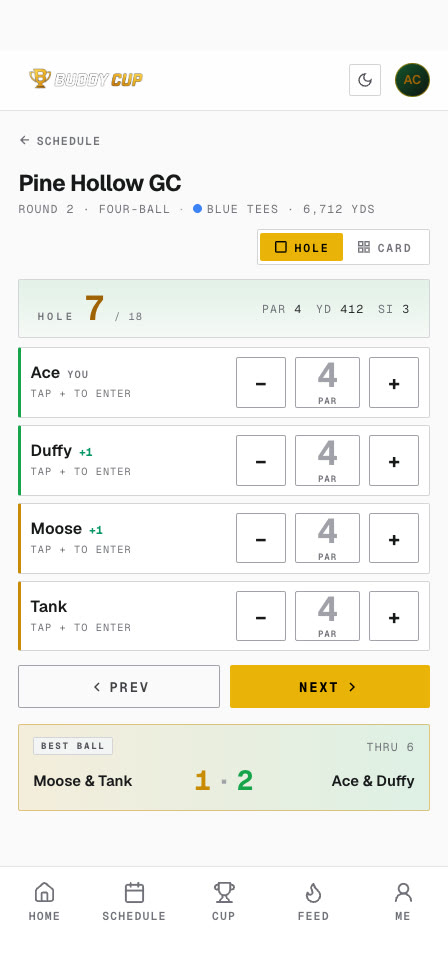 BUDDY CUP
AC
SCHEDULE
Pine Hollow GC
ROUND 2 · FOUR-BALL · BLUE TEES · 6,712 YDS
HOLE CARD
HOLE 7 / 18 PAR 4 YD 412 SI 3
Ace YOU
TAP + TO ENTER
− 4 +
PAR
Duffy +1
TAP + TO ENTER
− 4 +
PAR
Moose +1
TAP + TO ENTER
− 4 +
PAR
Tank
TAP + TO ENTER
− 4 +
PAR
PREV NEXT
BEST BALL THRU 6
Moose & Tank 1 · 2 Ace & Duffy
HOME SCHEDULE CUP FEED ME